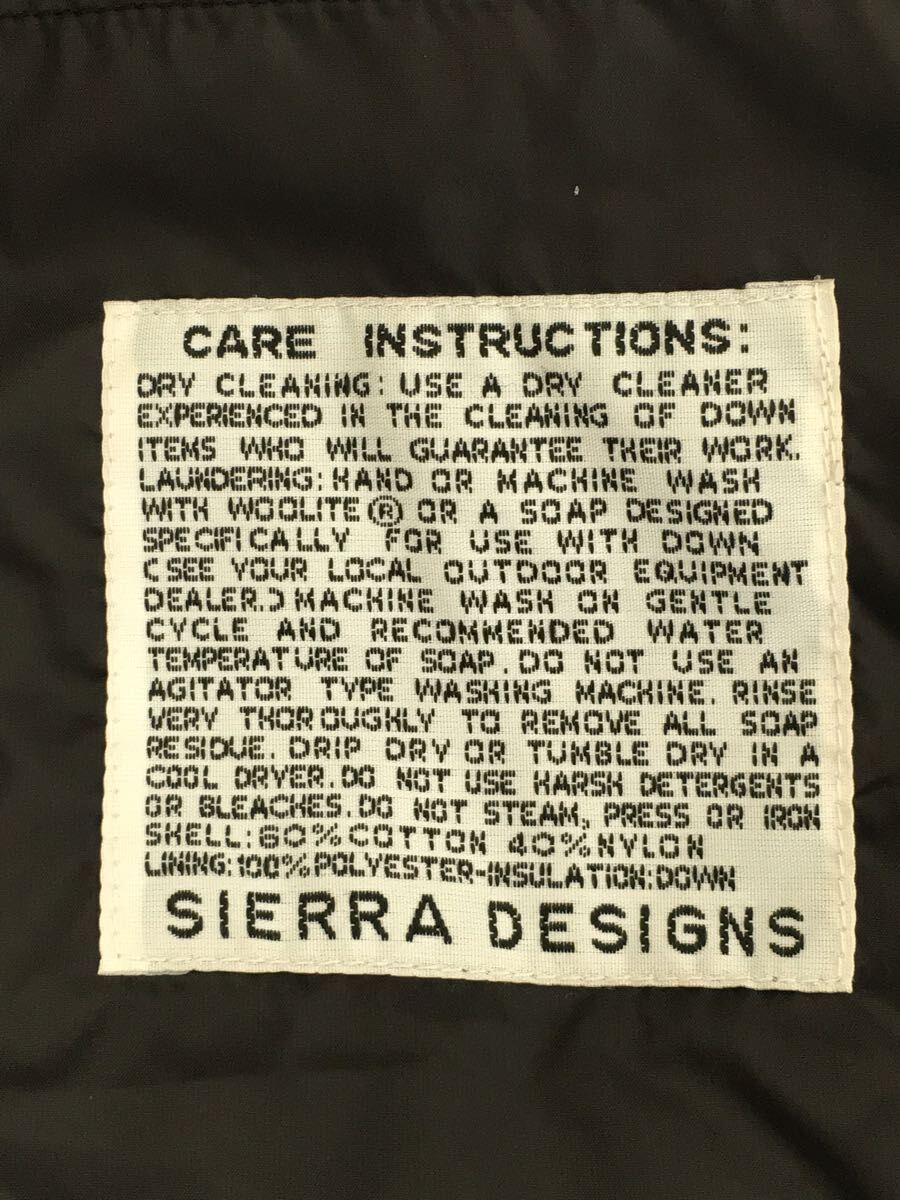 CARE INSTRUCTIONS:
DRY CLEANING: USE A DRY CLEANER
EXPERIENCED IN THE CLEANING OF DOWN
ITEMS WHO WILL GUARANTEE THEIR WORK.
LAUNDERING: HAND OR MACHINE WASH
WITH WOOLITE® OR A SOAP DESIGNED
SPECIFICALLY FOR USE WITH DOWN
(SEE YOUR LOCAL OUTDOOR EQUIPMENT
DEALER.) MACHINE WASH ON GENTLE
CYCLE AND RECOMMENDED WATER
TEMPERATURE OF SOAP. DO NOT USE AN
AGITATOR TYPE WASHING MACHINE. RINSE
VERY THOROUGHLY TO REMOVE ALL SOAP
RESIDUE. DRIP DRY OR TUMBLE DRY IN A
COOL DRYER. DO NOT USE HARSH DETERGENTS
OR BLEACHES. DO NOT STEAM, PRESS OR IRON
SHELL: 60% COTTON 40% NYLON
LINING: 100% POLYESTER-INSULATION: DOWN
SIERRA DESIGNS